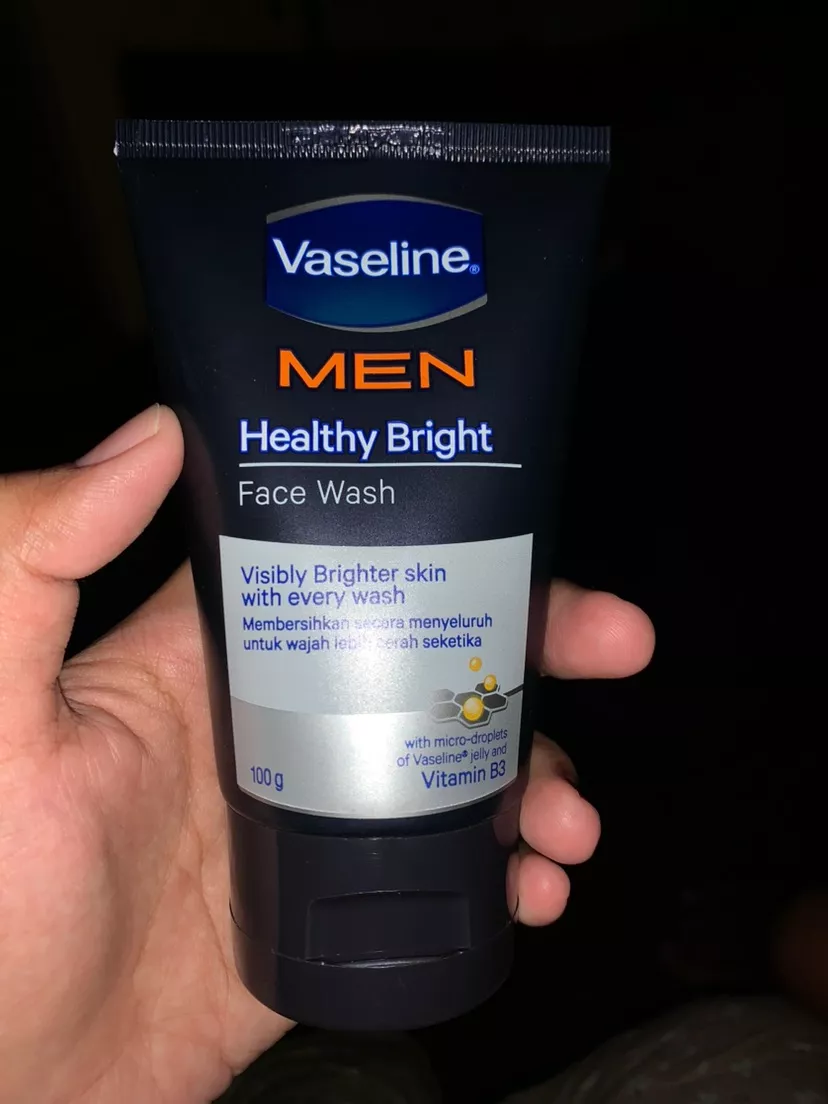 Vaseline®
MEN
Healthy Bright
Face Wash
Visibly Brighter skin
with every wash
Membersihkan secara menyeluruh
untuk wajah lebih cerah seketika
with micro-droplets
of Vaseline® jelly and
Vitamin B3
100 g